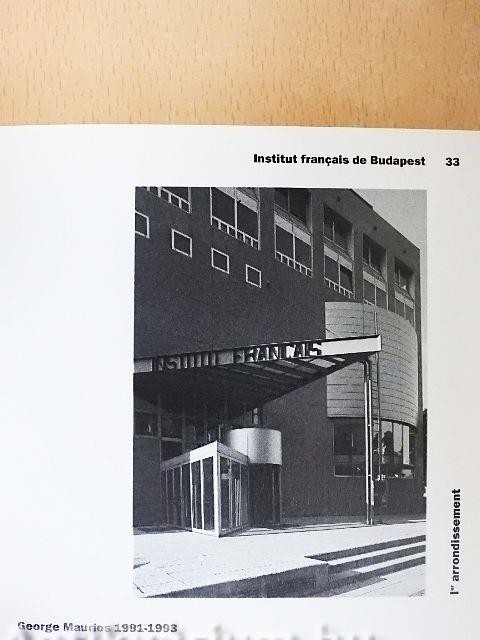 Institut français de Budapest 33
INSTITUT FRANÇAIS
Iᵉʳ arrondissement
George Maurios 1991-1993